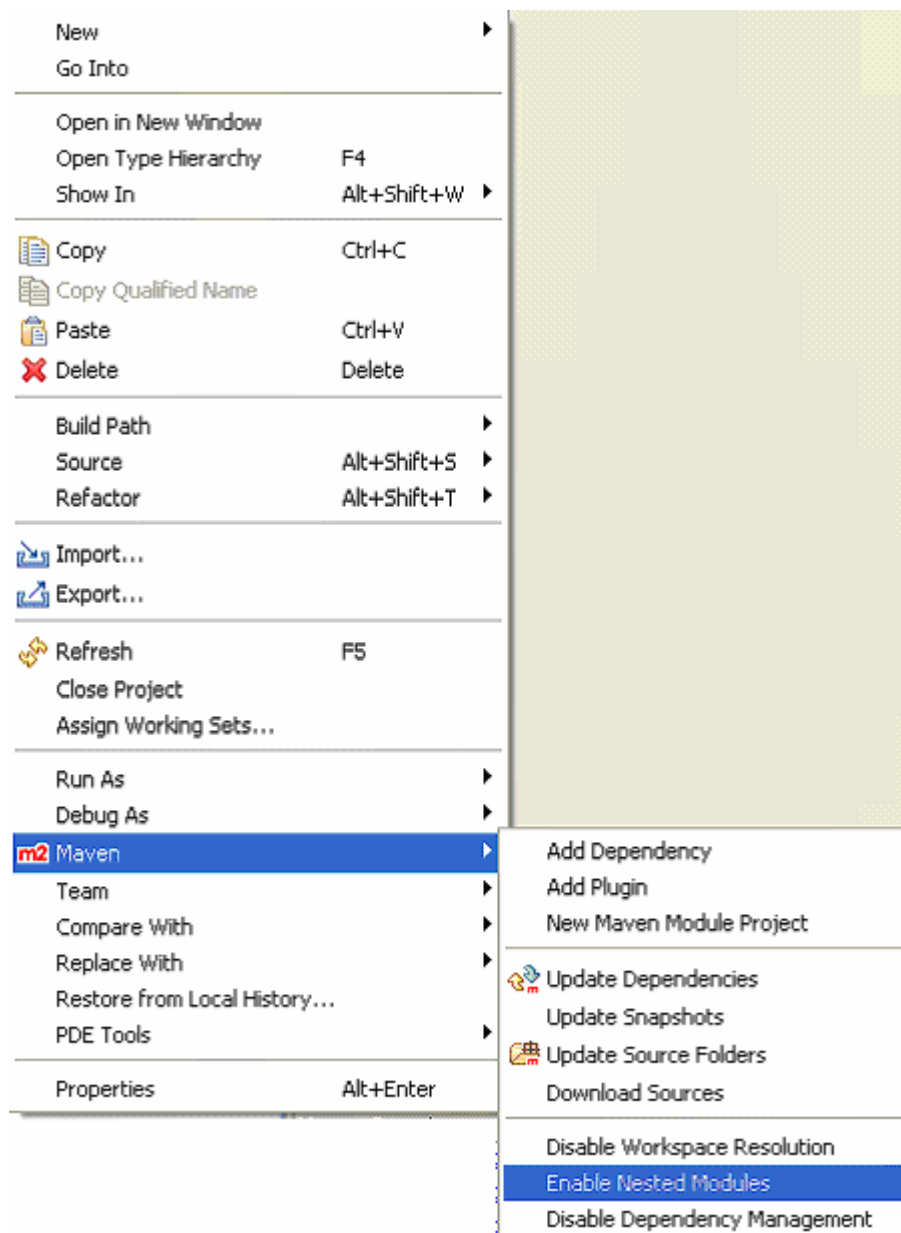 New
Go Into
Open in New Window
Open Type Hierarchy F4
Show In Alt+Shift+W
Copy Ctrl+C
Copy Qualified Name
Paste Ctrl+V
Delete Delete
Build Path
Source Alt+Shift+S
Refactor Alt+Shift+T
Import...
Export...
Refresh F5
Close Project
Assign Working Sets...
Run As
Debug As
m2 Maven
Team
Compare With
Replace With
Restore from Local History...
PDE Tools
Properties Alt+Enter
Add Dependency
Add Plugin
New Maven Module Project
Update Dependencies
Update Snapshots
Update Source Folders
Download Sources
Disable Workspace Resolution
Enable Nested Modules
Disable Dependency Management